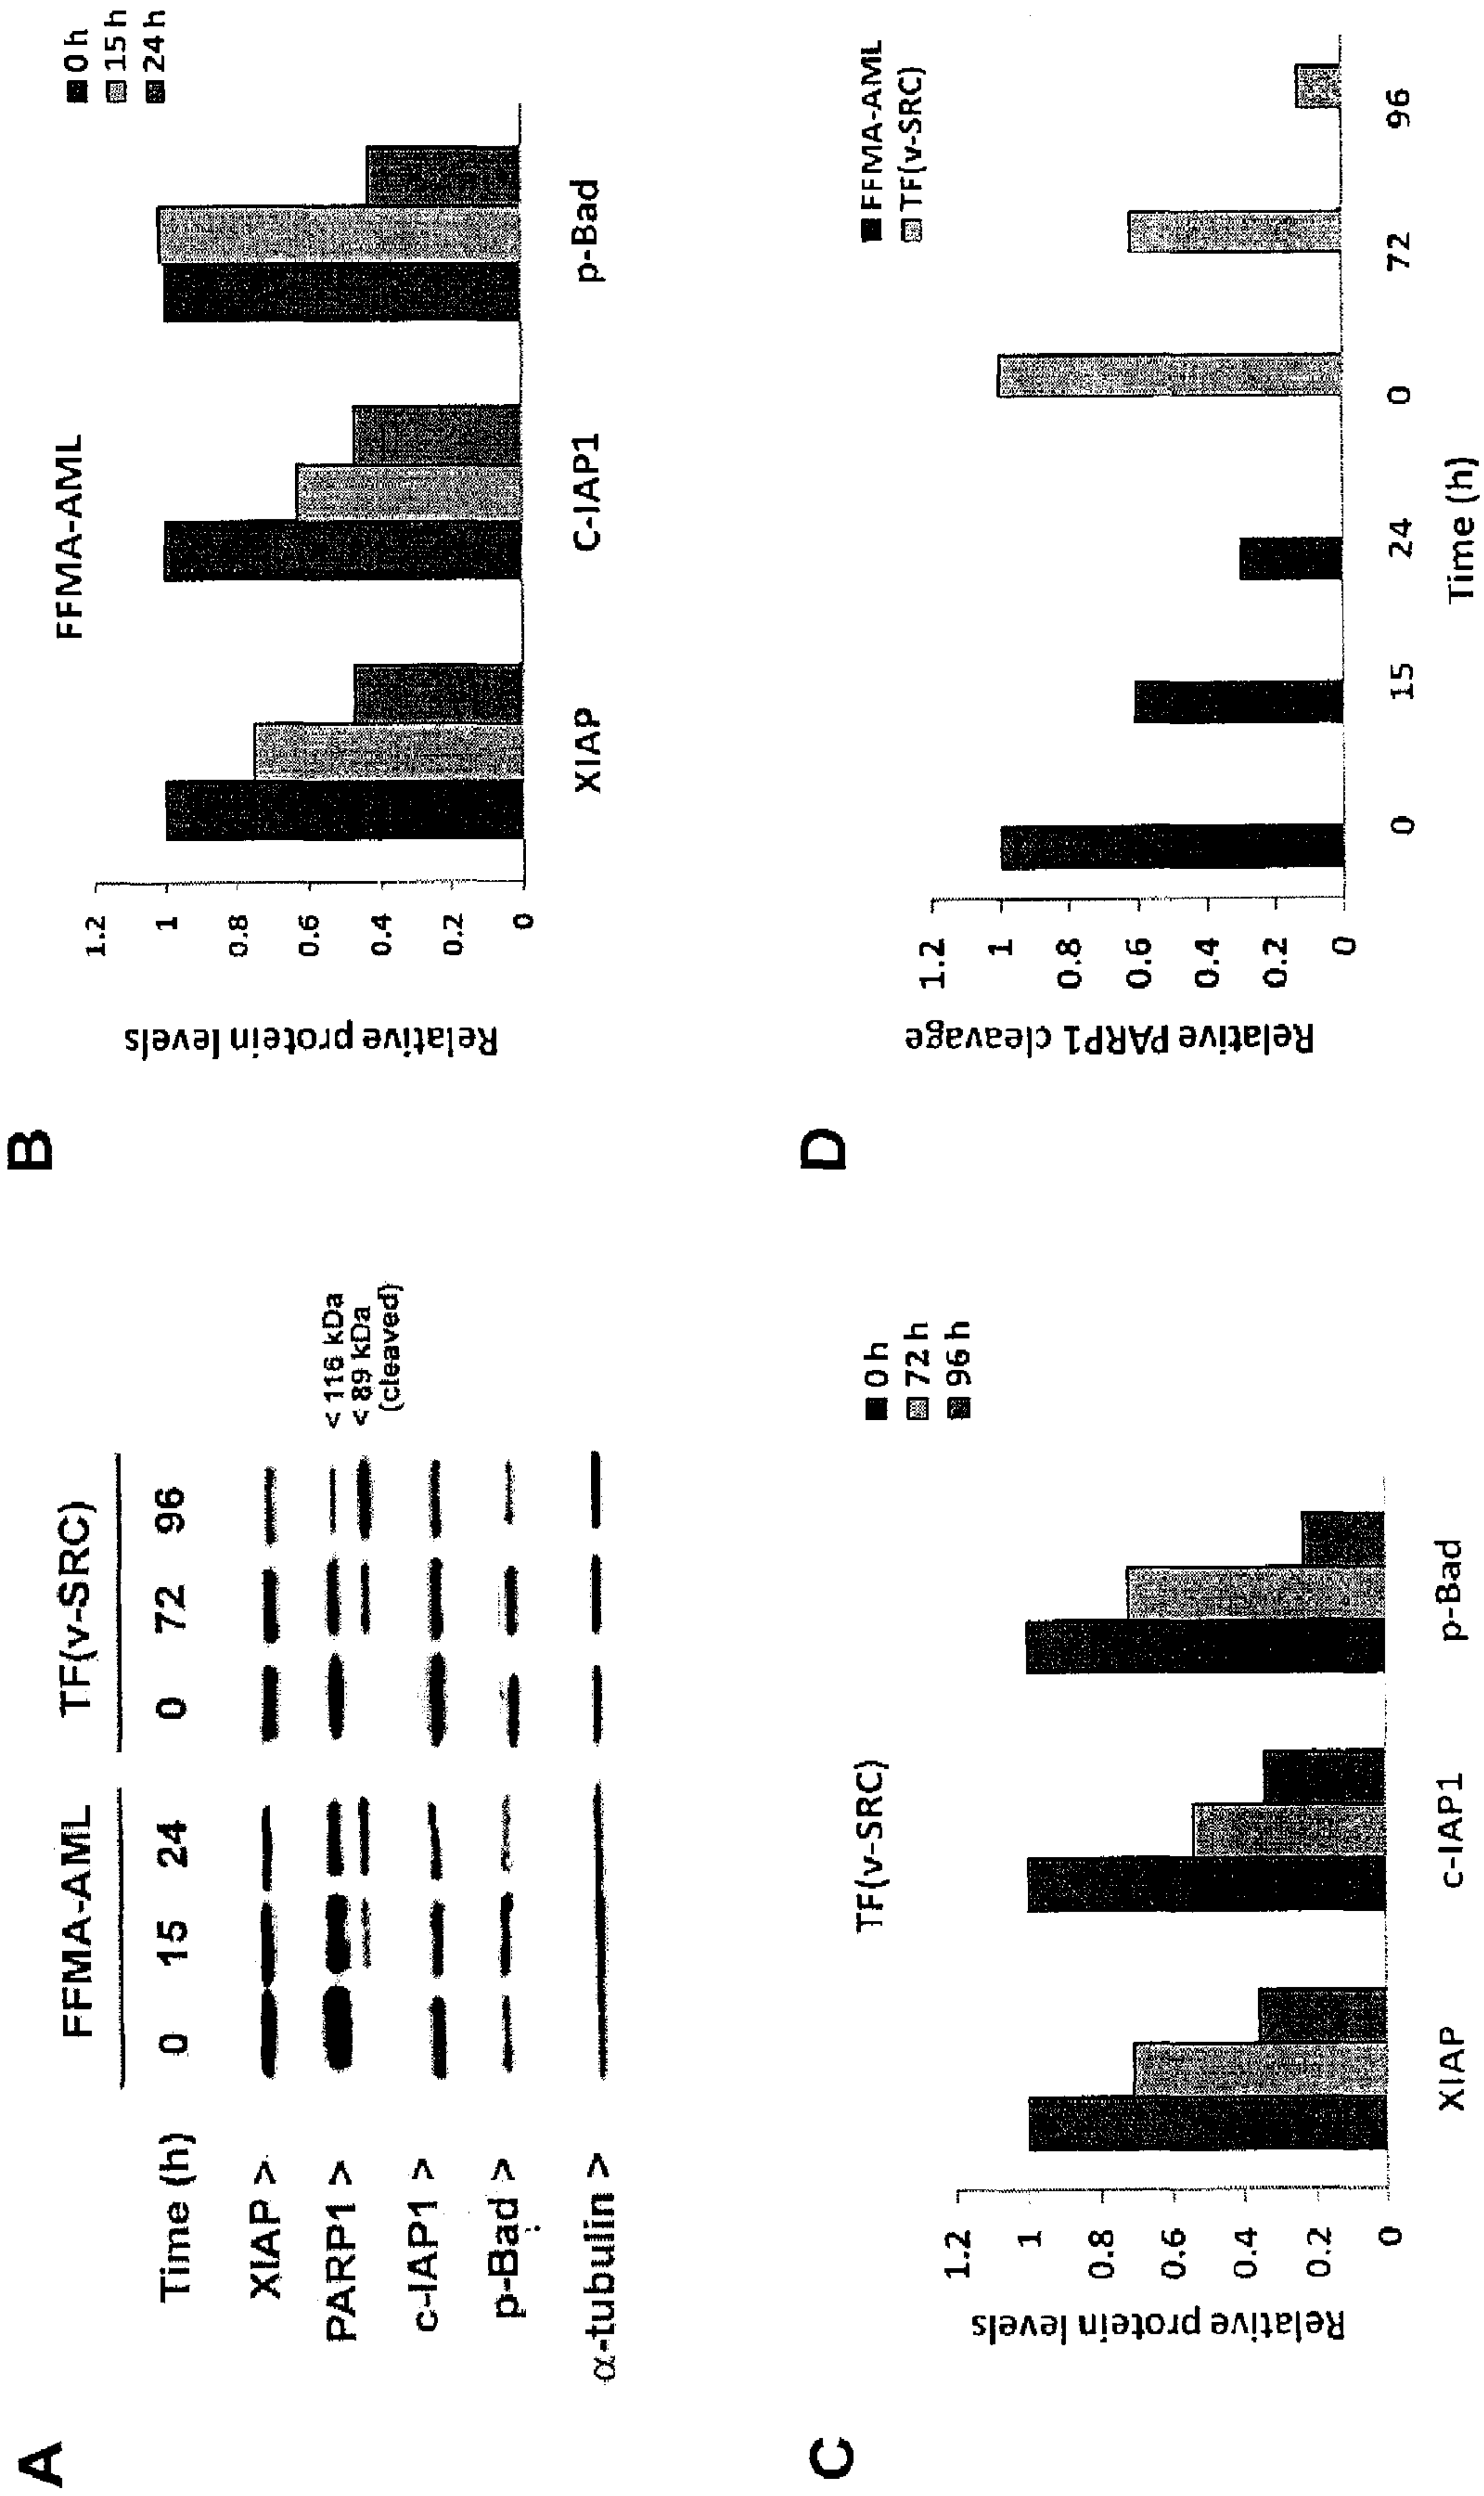 A
FFMA-AML TF(v-SRC)
Time (h) 0 15 24 0 72 96
XIAP >
PARP1 > < 116 kDa
< 89 kDa
(cleaved)
c-IAP1 >
p-Bad >
α-tubulin >
B
FFMA-AML
0 h
15 h
24 h
Relative protein levels
1.2
1
0.8
0.6
0.4
0.2
0
XIAP C-IAP1 p-Bad
C
TF(v-SRC)
0 h
72 h
96 h
Relative protein levels
1.2
1
0.8
0.6
0.4
0.2
0
XIAP c-IAP1 p-Bad
D
FFMA-AML
TF(v-SRC)
Relative PARP1 cleavage
1.2
1
0.8
0.6
0.4
0.2
0
0 15 24 0 72 96
Time (h)